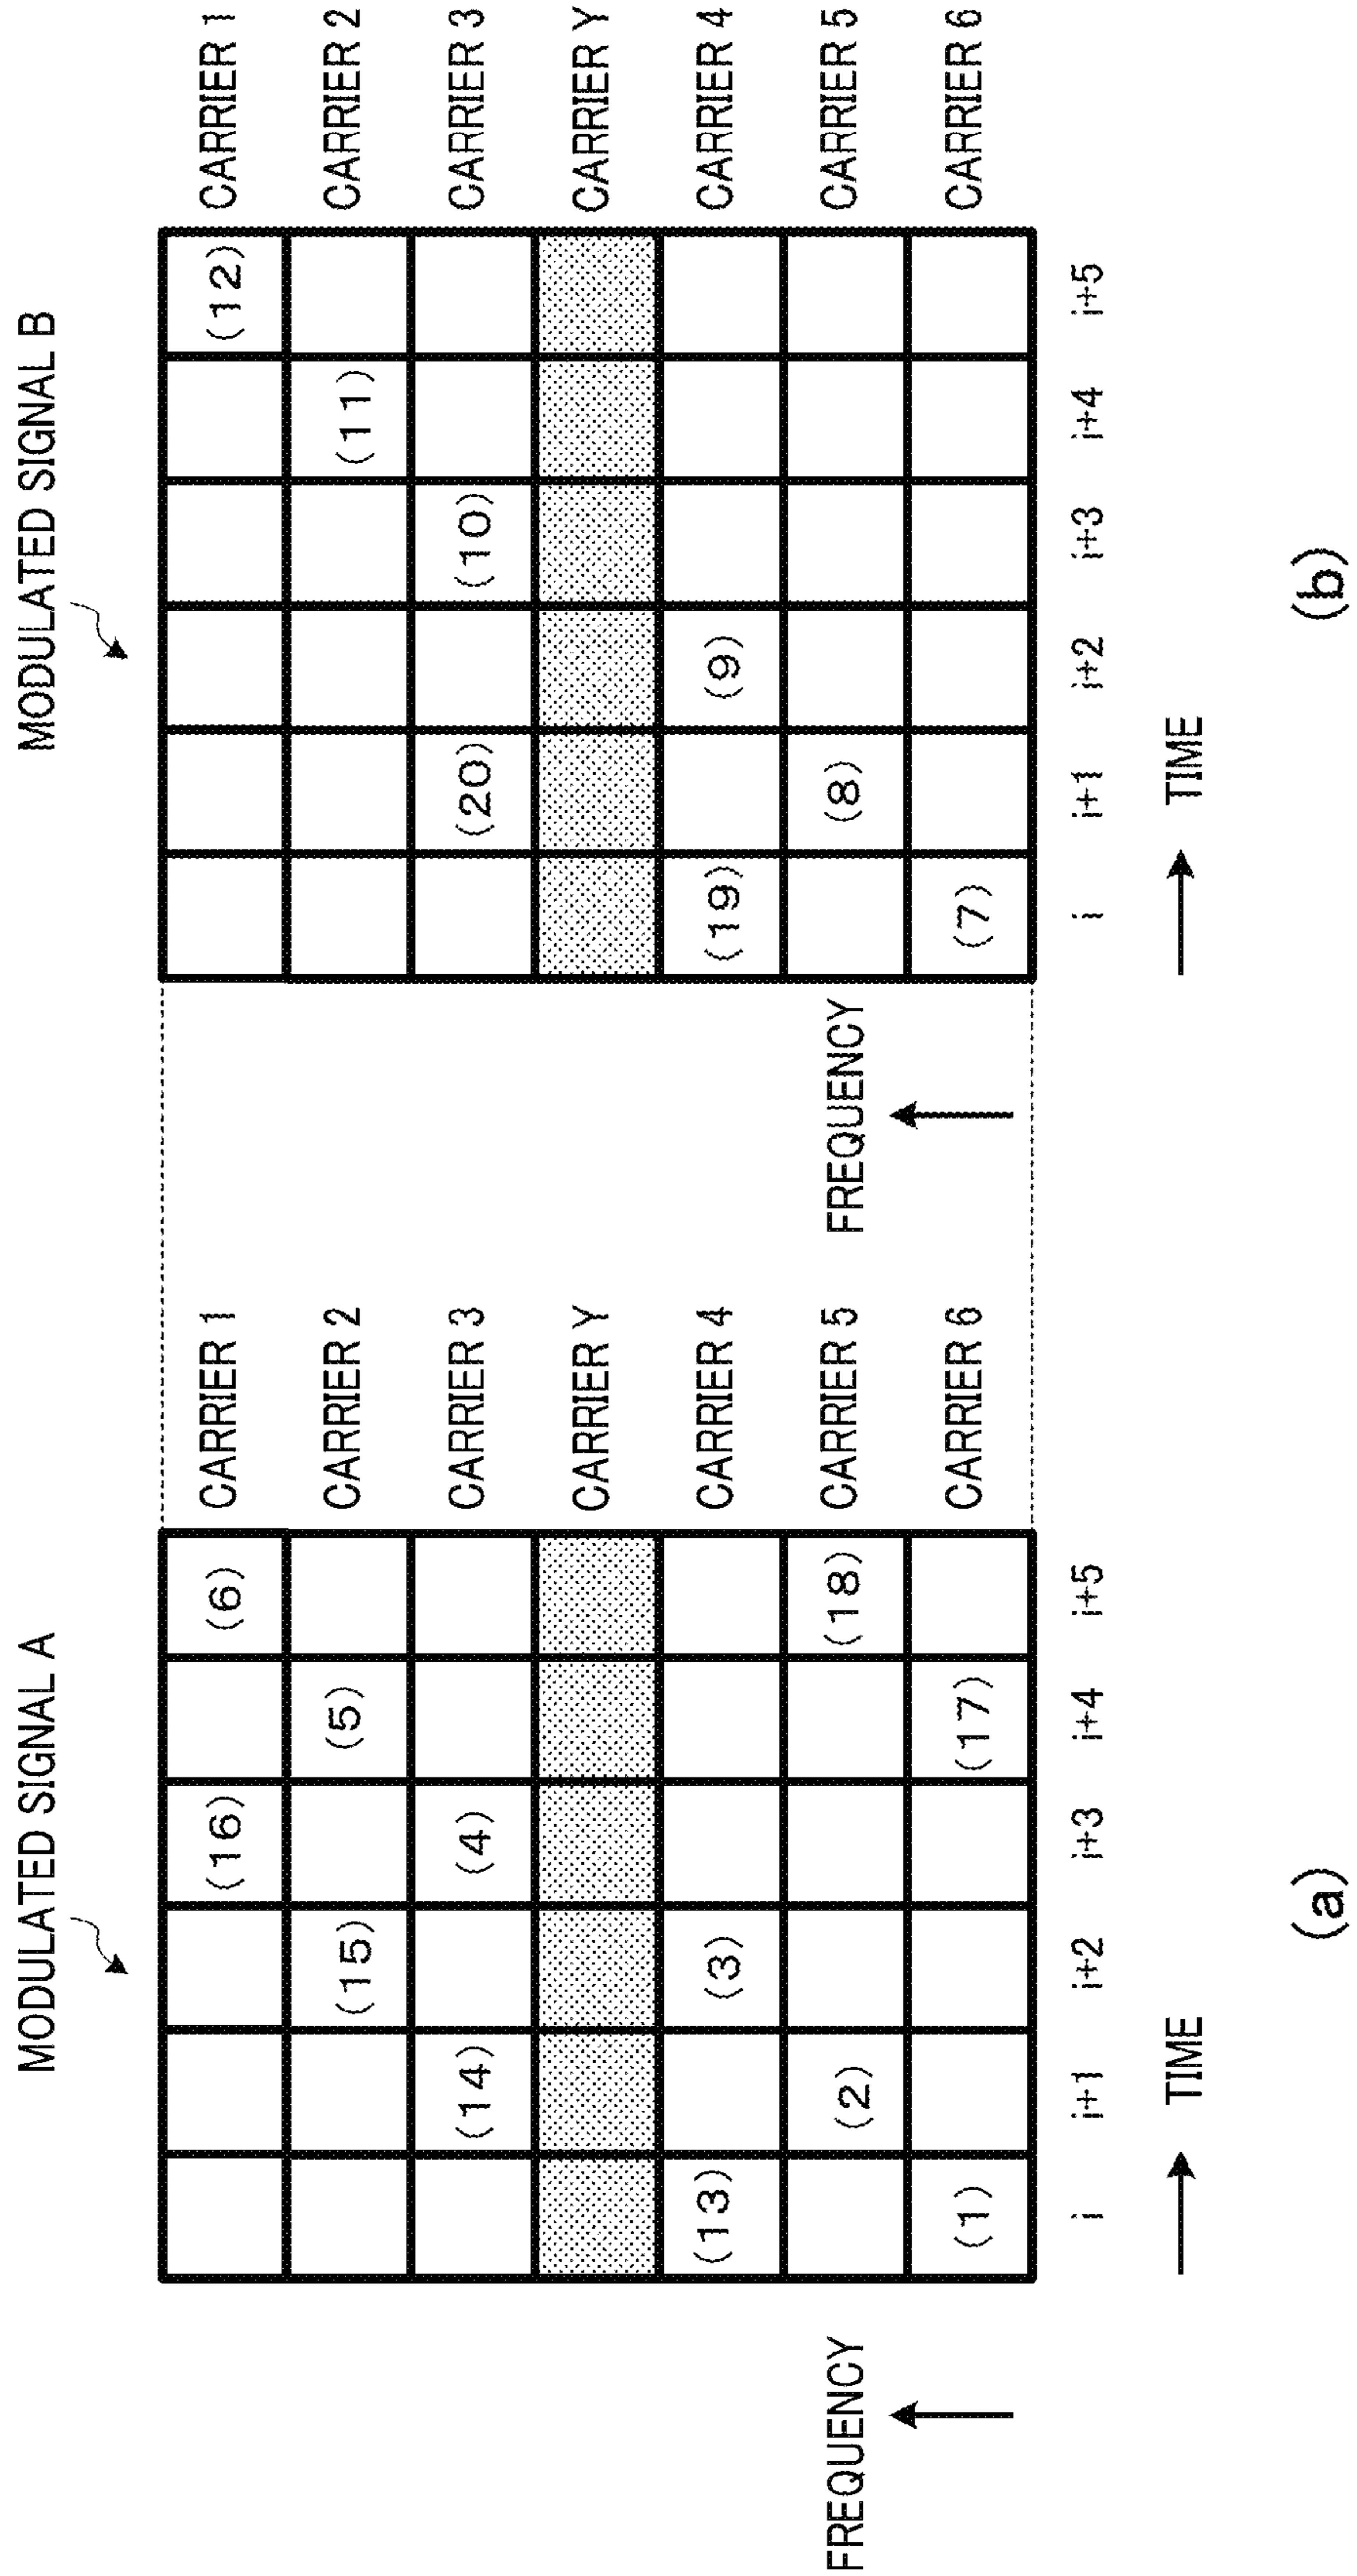 MODULATED SIGNAL A
(6) CARRIER 1
(16)
(5) CARRIER 2
(15)
(14) (4) CARRIER 3
CARRIER Y
(13) (3) CARRIER 4
FREQUENCY
(2) (18) CARRIER 5
(1) (17) CARRIER 6
i i+1 i+2 i+3 i+4 i+5
TIME
(a)
MODULATED SIGNAL B
(12) CARRIER 1
(11) CARRIER 2
(20) (10) CARRIER 3
CARRIER Y
(19) (9) CARRIER 4
FREQUENCY
(8) CARRIER 5
(7) CARRIER 6
i i+1 i+2 i+3 i+4 i+5
TIME
(b)